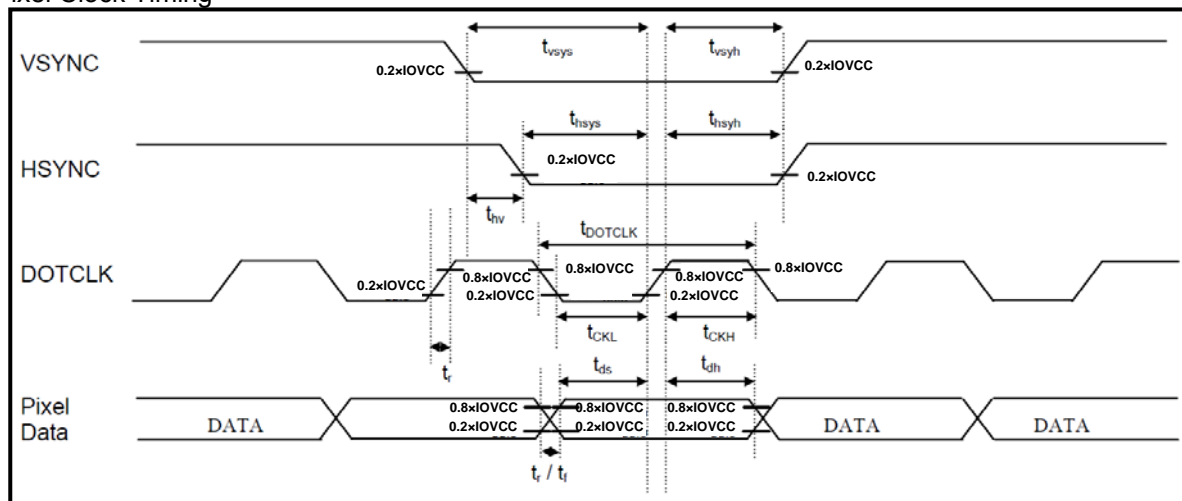 ixel Clock Timing
t_vsys t_vsyh
VSYNC
0.2×IOVCC 0.2×IOVCC
t_hsys t_hsyh
HSYNC
0.2×IOVCC 0.2×IOVCC
t_hv
t_DOTCLK
DOTCLK
0.8×IOVCC 0.8×IOVCC 0.8×IOVCC 0.8×IOVCC
0.2×IOVCC 0.2×IOVCC 0.2×IOVCC
t_CKL t_CKH
t_r
t_ds t_dh
Pixel
Data
0.8×IOVCC 0.8×IOVCC 0.8×IOVCC
DATA DATA DATA
0.2×IOVCC 0.2×IOVCC 0.2×IOVCC
t_r / t_f